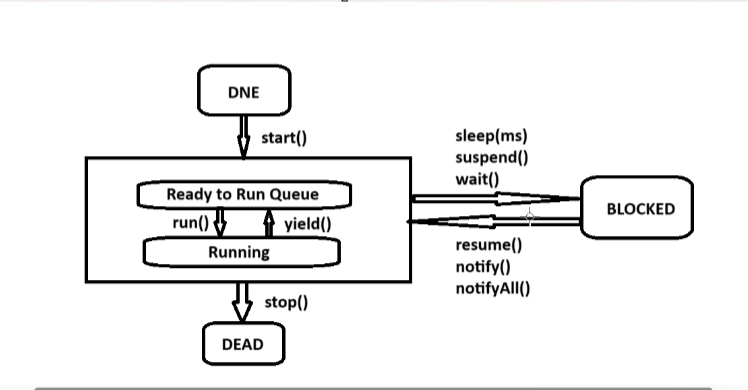 DNE
start()
sleep(ms)
suspend()
wait()
Ready to Run Queue
run()
yield()
Running
BLOCKED
resume()
notify()
notifyAll()
stop()
DEAD